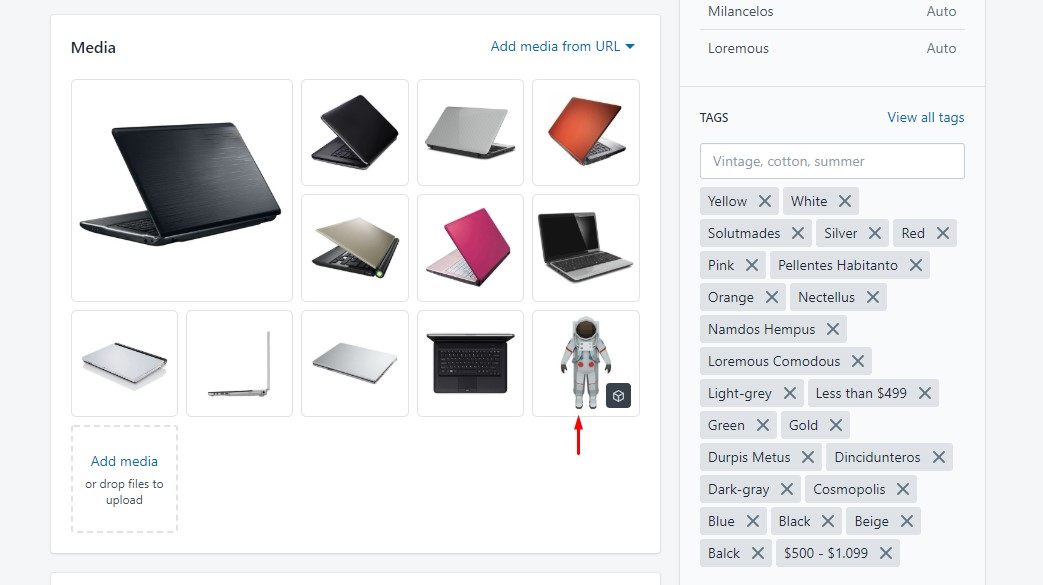 Media
Add media from URL
Add media
or drop files to
upload
Milancelos Auto
Loremous Auto
TAGS View all tags
Vintage, cotton, summer
Yellow White
Solutmades Silver Red
Pink Pellentes Habitanto
Orange Nectellus
Namdos Hempus
Loremous Comodous
Light-grey Less than $499
Green Gold
Durpis Metus Dincidunteros
Dark-gray Cosmopolis
Blue Black Beige
Balck $500 - $1.099